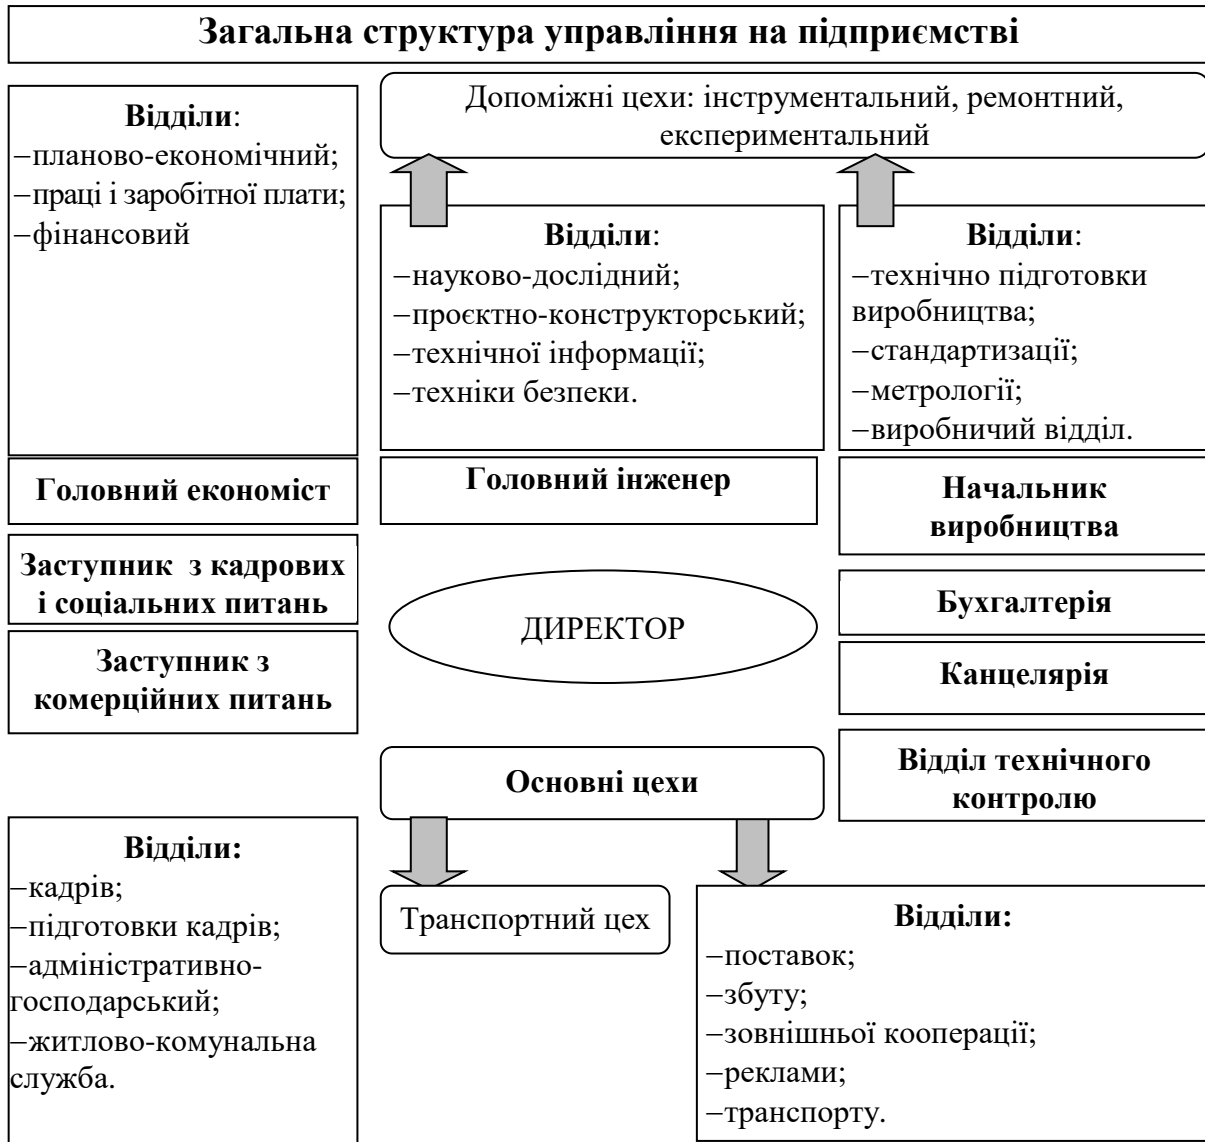 Загальна структура управління на підприємстві
Відділи:
–планово-економічний;
–праці і заробітної плати;
–фінансовий
Допоміжні цехи: інструментальний, ремонтний,
експериментальний
Відділи:
–науково-дослідний;
–проєктно-конструкторський;
–технічної інформації;
–техніки безпеки.
Відділи:
–технічно підготовки
виробництва;
–стандартизації;
–метрології;
–виробничий відділ.
Головний економіст
Головний інженер
Начальник
виробництва
Заступник з кадрових
і соціальних питань
ДИРЕКТОР
Бухгалтерія
Заступник з
комерційних питань
Канцелярія
Основні цехи
Відділ технічного
контролю
Відділи:
–кадрів;
–підготовки кадрів;
–адміністративно-
господарський;
–житлово-комунальна
служба.
Транспортний цех
Відділи:
–поставок;
–збуту;
–зовнішньої кооперації;
–реклами;
–транспорту.